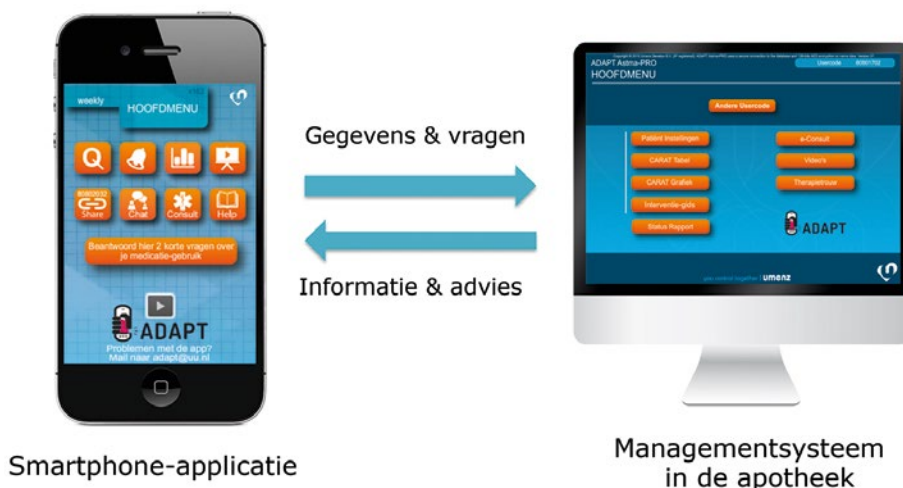 weekly
HOOFDMENU
Q
80802032
Share
Chat
Consult
Help
Beantwoord hier 2 korte vragen over
je medicatie-gebruik
ADAPT
Problemen met de app?
Mail naar adapt@uu.nl
Smartphone-applicatie
Gegevens & vragen
Informatie & advies
ADAPT Astma-PRO
HOOFDMENU
Usercode 80801702
Andere Usercode
Patiënt Instellingen
CARAT Tabel
CARAT Grafiek
Interventie-gids
Status Rapport
e-Consult
Video's
Therapietrouw
ADAPT
umenz
Managementsysteem
in de apotheek